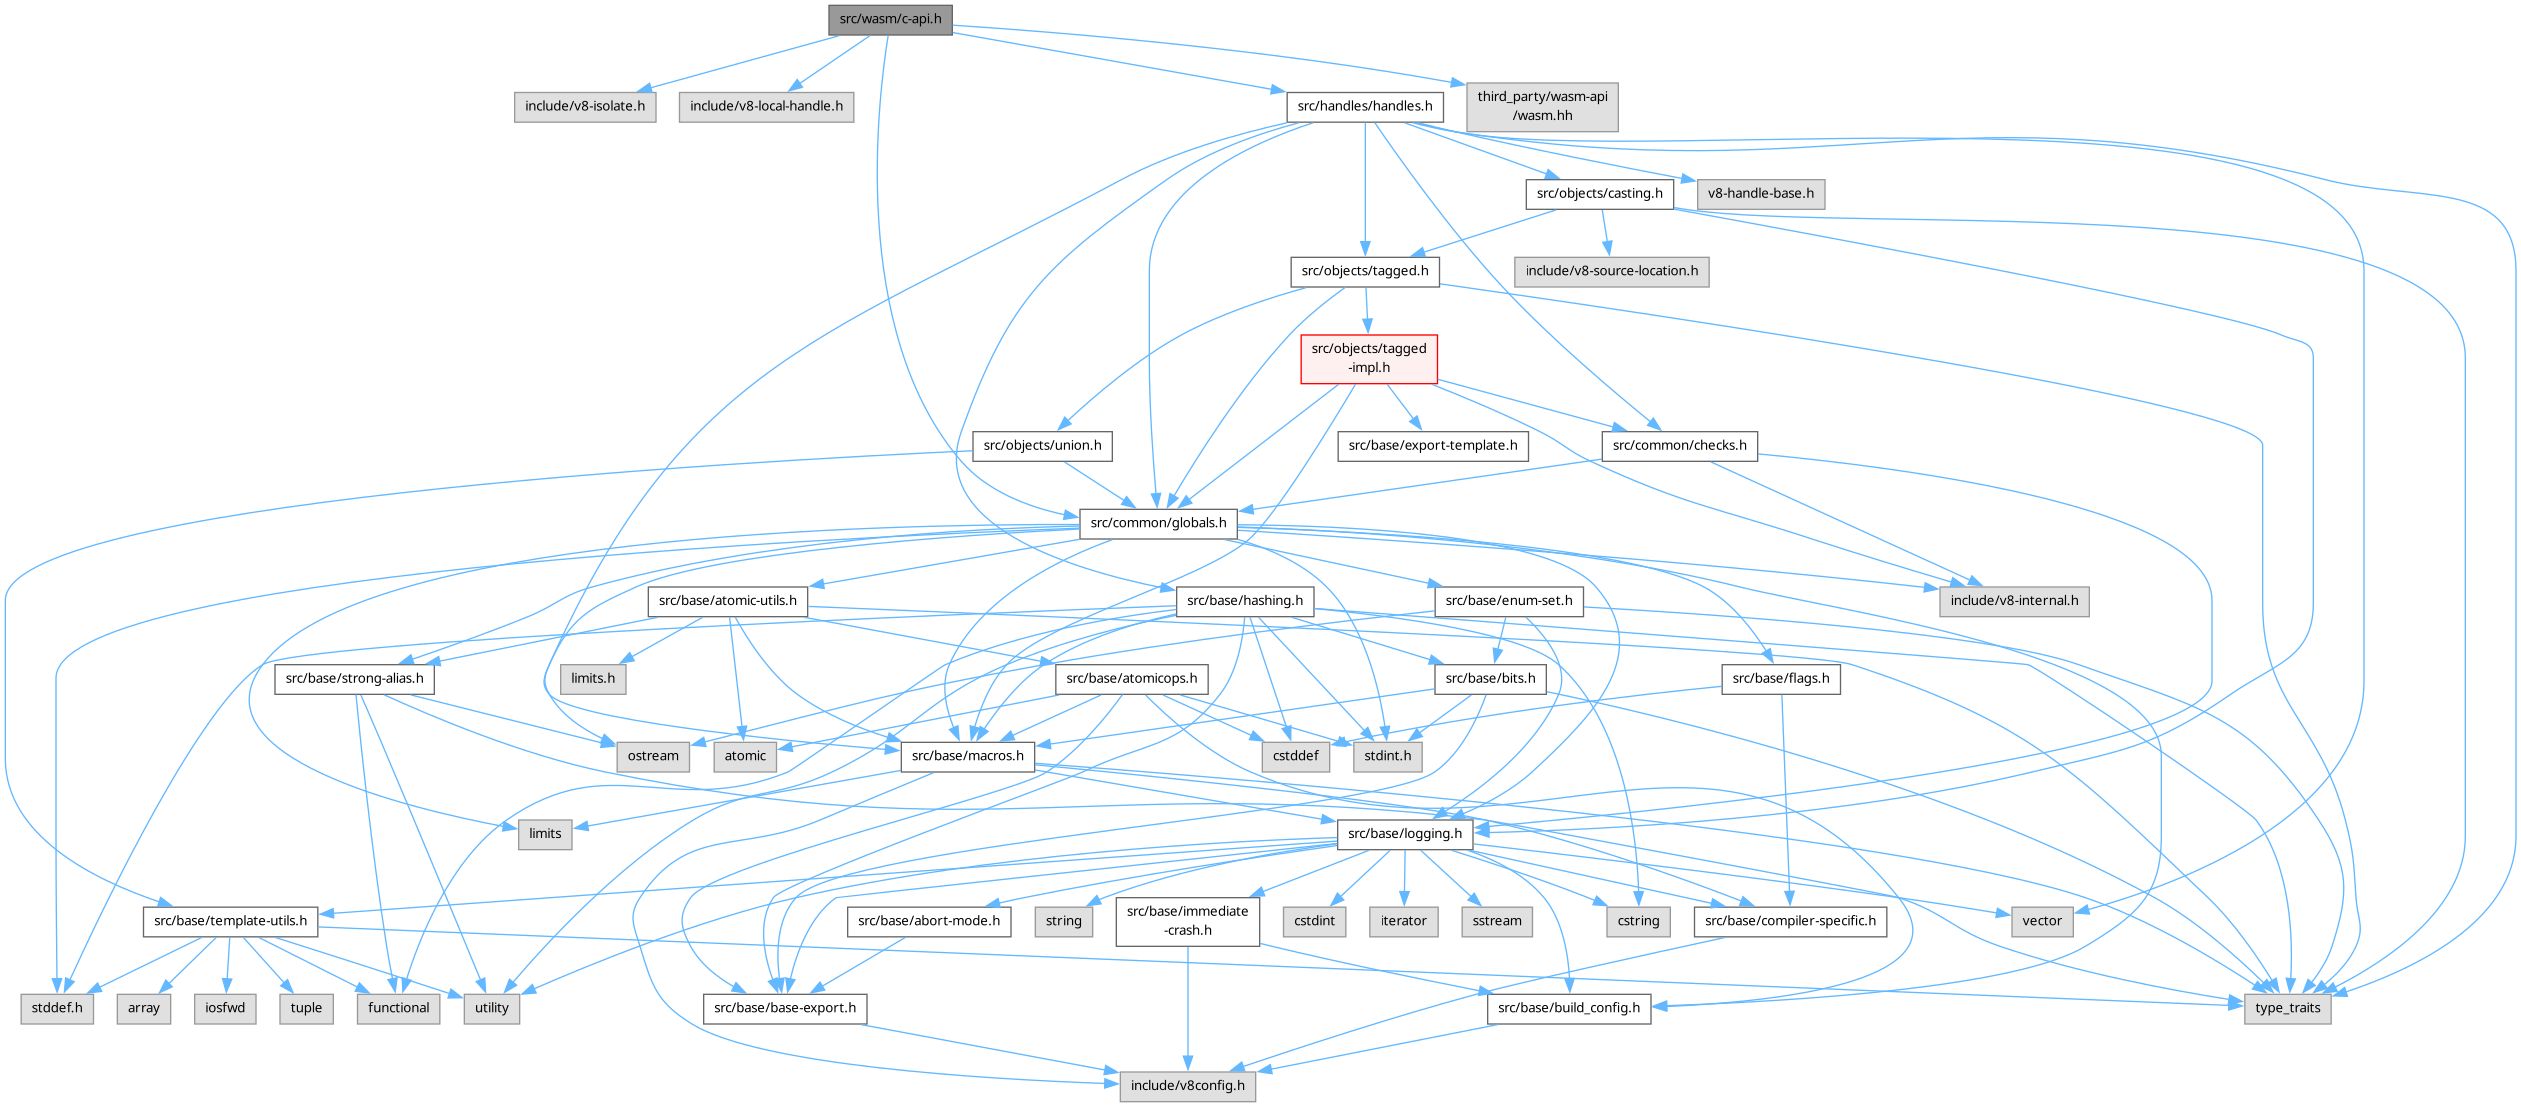 src/wasm/c-api.h
include/v8-isolate.h
include/v8-local-handle.h
src/handles/handles.h
third_party/wasm-api
/wasm.hh
src/objects/casting.h
v8-handle-base.h
src/objects/tagged.h
include/v8-source-location.h
src/objects/tagged
-impl.h
src/objects/union.h
src/base/export-template.h
src/common/checks.h
src/common/globals.h
src/base/atomic-utils.h
src/base/hashing.h
src/base/enum-set.h
include/v8-internal.h
src/base/strong-alias.h
limits.h
src/base/atomicops.h
src/base/bits.h
src/base/flags.h
ostream
atomic
src/base/macros.h
cstddef
stdint.h
limits
src/base/logging.h
src/base/template-utils.h
src/base/abort-mode.h
string
src/base/immediate
-crash.h
cstdint
iterator
sstream
cstring
src/base/compiler-specific.h
vector
stddef.h
array
iosfwd
tuple
functional
utility
src/base/base-export.h
src/base/build_config.h
type_traits
include/v8config.h